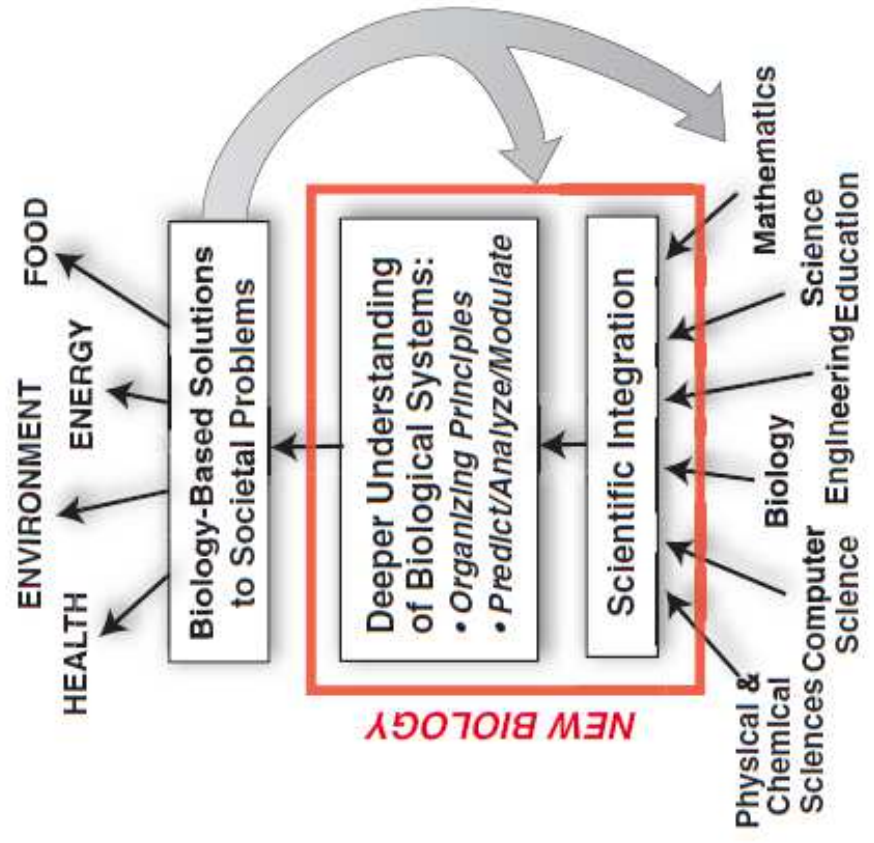 HEALTH
ENVIRONMENT
ENERGY
FOOD
Biology-Based Solutions
to Societal Problems
NEW BIOLOGY
Deeper Understanding
of Biological Systems:
• Organizing Principles
• Predict/Analyze/Modulate
Scientific Integration
Physical &
Chemical
Sciences
Computer
Science
Biology
Engineering
Science
Education
Mathematics